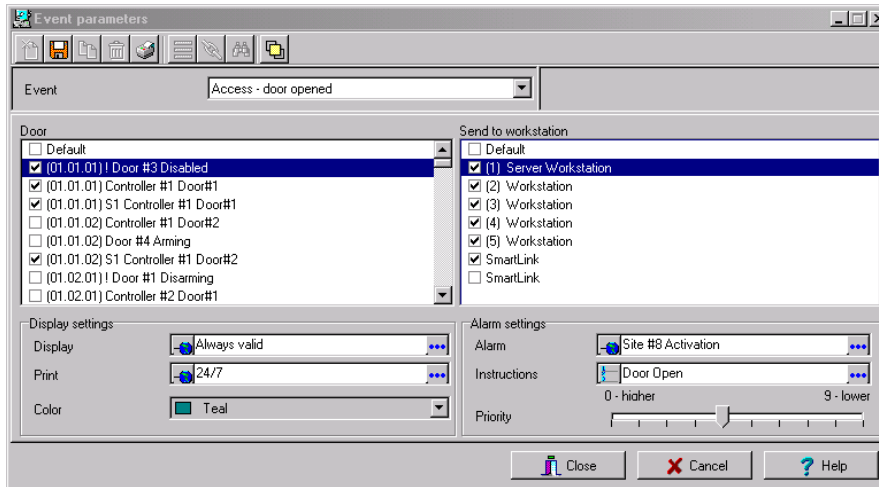 Event parameters
Event
Access - door opened
Door
Default
(01.01.01) ! Door #3 Disabled
(01.01.01) Controller #1 Door#1
(01.01.01) S1 Controller #1 Door#1
(01.01.02) Controller #1 Door#2
(01.01.02) Door #4 Arming
(01.01.02) S1 Controller #1 Door#2
(01.02.01) ! Door #1 Disarming
(01.02.01) Controller #2 Door#1
Send to workstation
Default
(1) Server Workstation
(2) Workstation
(3) Workstation
(4) Workstation
(5) Workstation
SmartLink
SmartLink
Display settings
Display
Always valid
Print
24/7
Color
Teal
Alarm settings
Alarm
Site #8 Activation
Instructions
Door Open
0 - higher 9 - lower
Priority
Close
Cancel
Help